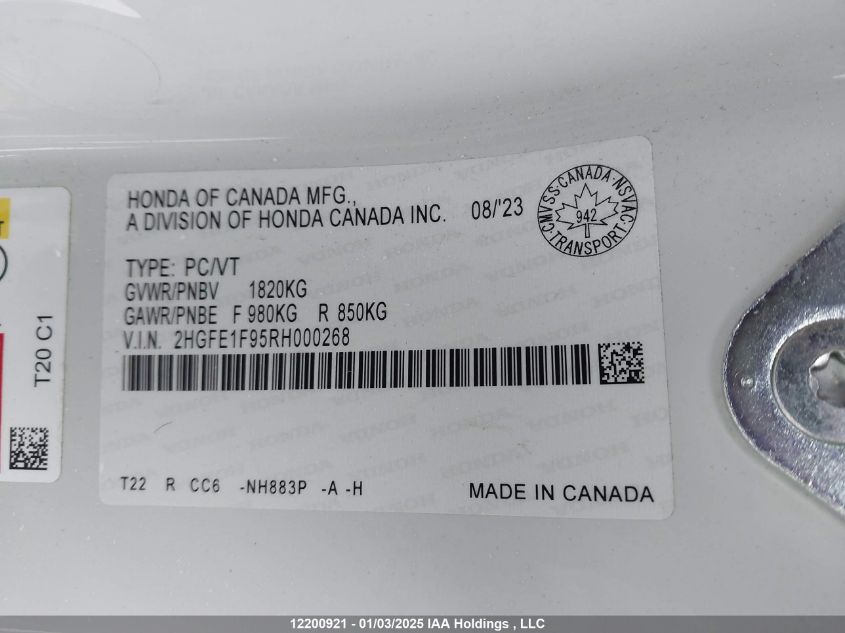 HONDA OF CANADA MFG.,
A DIVISION OF HONDA CANADA INC. 08/'23
CMVSS·CANADA·NSVAC
942
TRANSPORT
TYPE: PC/VT
GVWR/PNBV 1820KG
GAWR/PNBE F 980KG R 850KG
V.I.N. 2HGFE1F95RH000268
T20 C1
T22 R CC6 -NH883P -A -H
MADE IN CANADA
12200921 - 01/03/2025 IAA Holdings , LLC